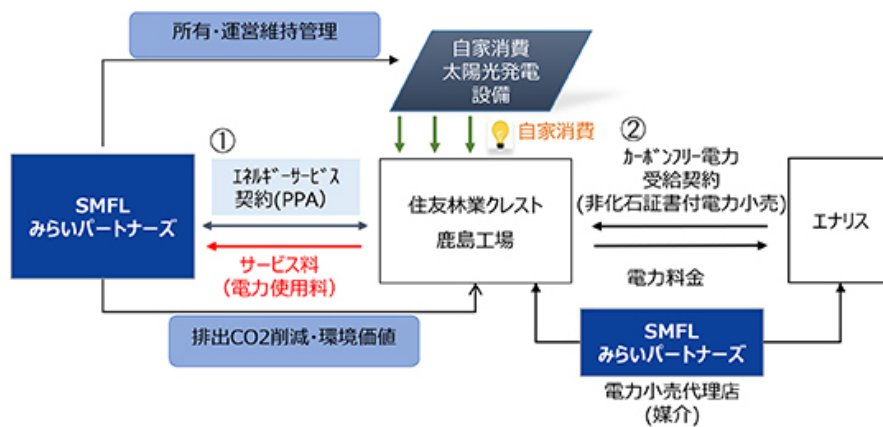 所有・運営維持管理
自家消費
太陽光発電
設備
自家消費
①
②
SMFL
みらいパートナーズ
ｴﾈﾙｷﾞｰサービス
契約(PPA)
サービス料
(電力使用料)
住友林業クレスト
鹿島工場
ｶｰﾎﾞﾝフリー電力
受給契約
(非化石証書付電力小売)
電力料金
エナリス
排出CO2削減・環境価値
SMFL
みらいパートナーズ
電力小売代理店
(媒介)